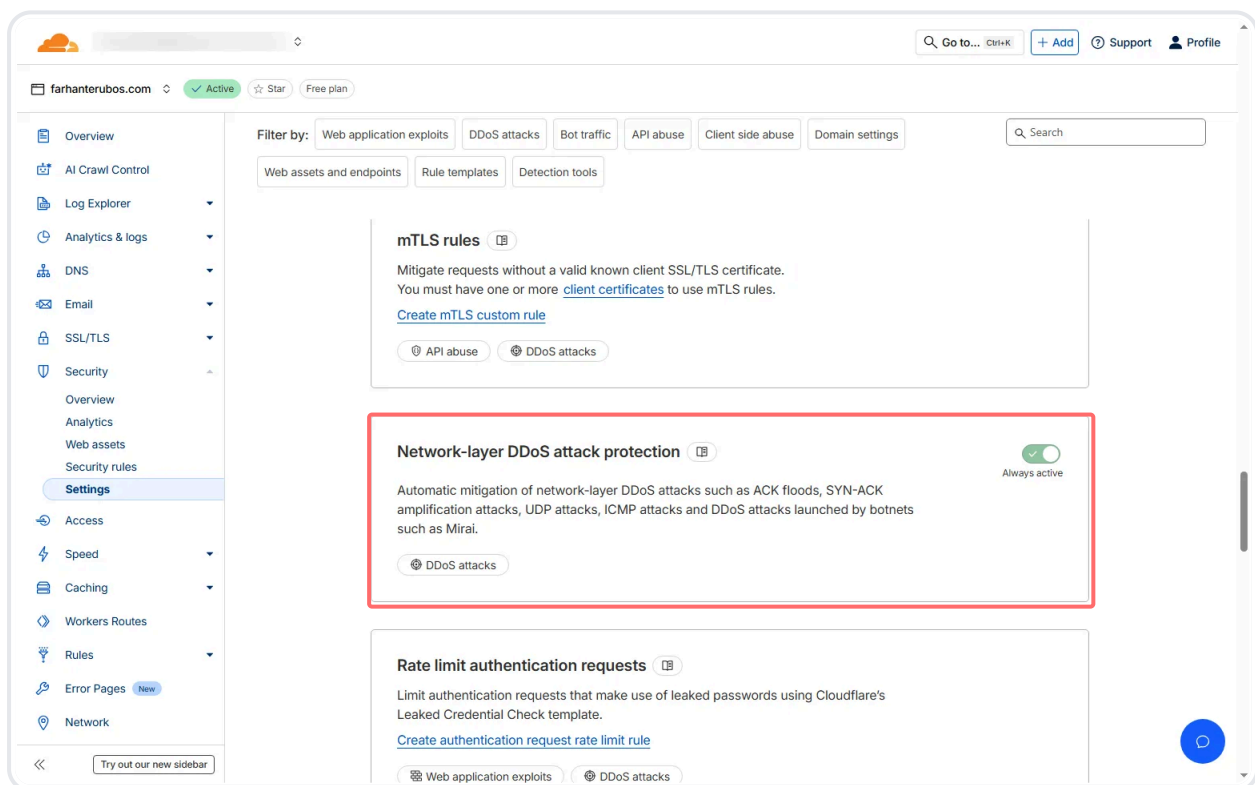 Go to... Ctrl+K
+ Add
Support
Profile
farhanterubos.com
Active
Star
Free plan
Overview
AI Crawl Control
Log Explorer
Analytics & logs
DNS
Email
SSL/TLS
Security
Overview
Analytics
Web assets
Security rules
Settings
Access
Speed
Caching
Workers Routes
Rules
Error Pages New
Network
Try out our new sidebar
Filter by: Web application exploits DDoS attacks Bot traffic API abuse Client side abuse Domain settings
Web assets and endpoints Rule templates Detection tools
Search
mTLS rules
Mitigate requests without a valid known client SSL/TLS certificate.
You must have one or more client certificates to use mTLS rules.
Create mTLS custom rule
API abuse DDoS attacks
Network-layer DDoS attack protection
Always active
Automatic mitigation of network-layer DDoS attacks such as ACK floods, SYN-ACK
amplification attacks, UDP attacks, ICMP attacks and DDoS attacks launched by botnets
such as Mirai.
DDoS attacks
Rate limit authentication requests
Limit authentication requests that make use of leaked passwords using Cloudflare's
Leaked Credential Check template.
Create authentication request rate limit rule
Web application exploits DDoS attacks